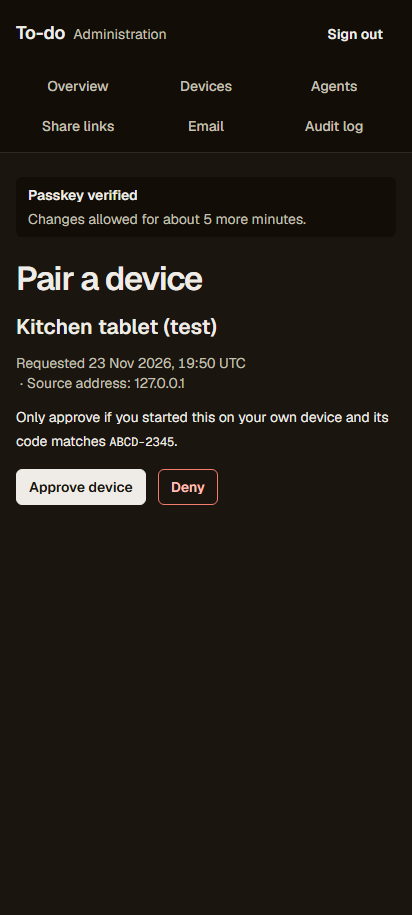 To-do Administration Sign out
Overview Devices Agents
Share links Email Audit log
Passkey verified
Changes allowed for about 5 more minutes.
Pair a device
Kitchen tablet (test)
Requested 23 Nov 2026, 19:50 UTC
· Source address: 127.0.0.1
Only approve if you started this on your own device and its
code matches ABCD-2345.
Approve device Deny